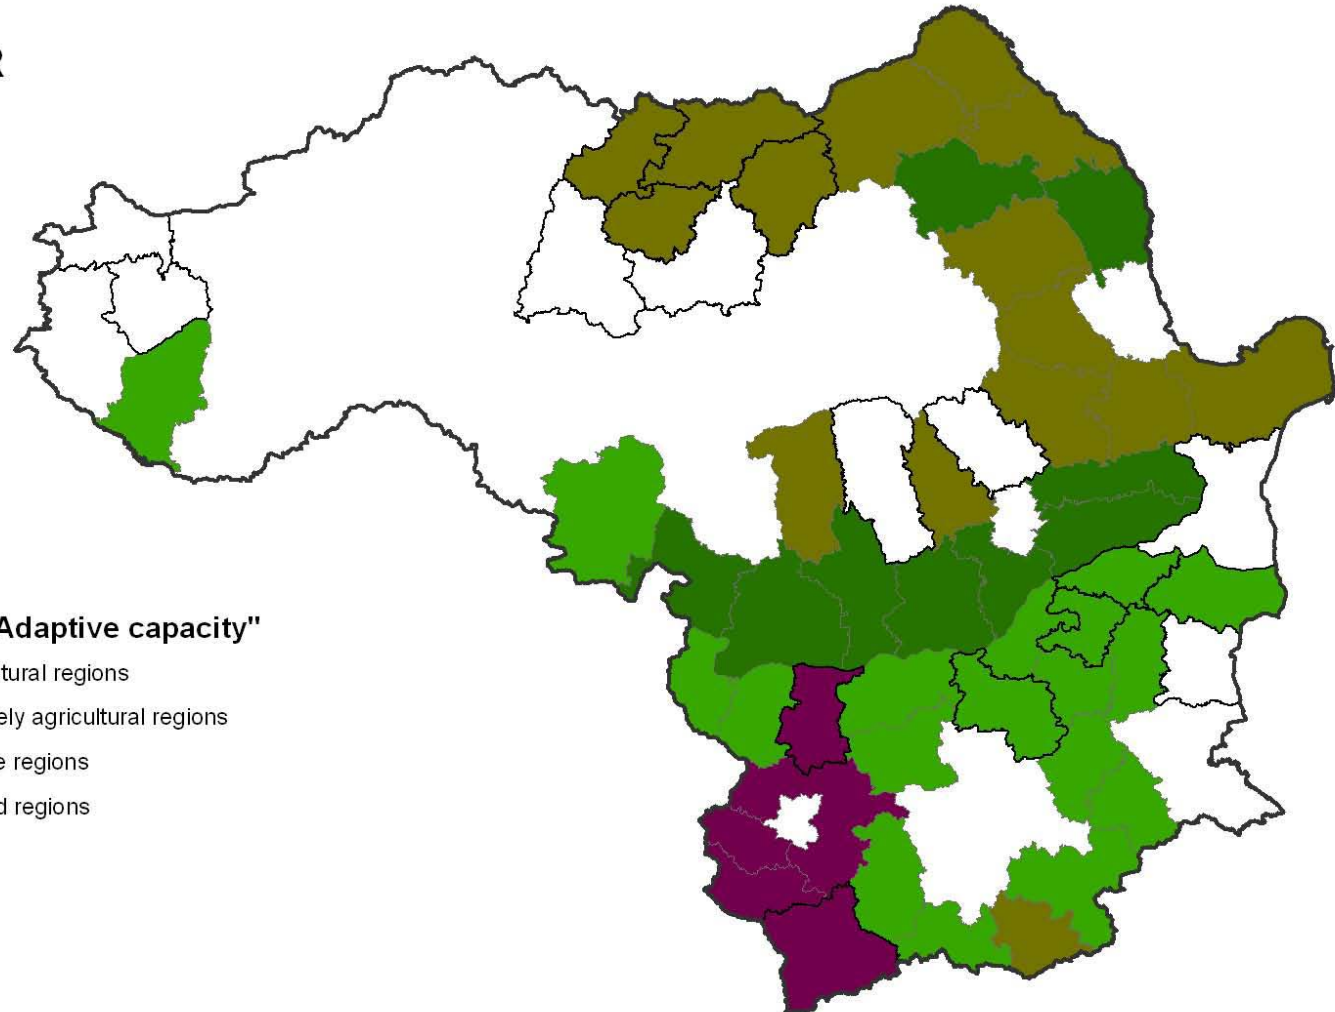 R
Adaptive capacity"
tural regions
ely agricultural regions
e regions
d regions